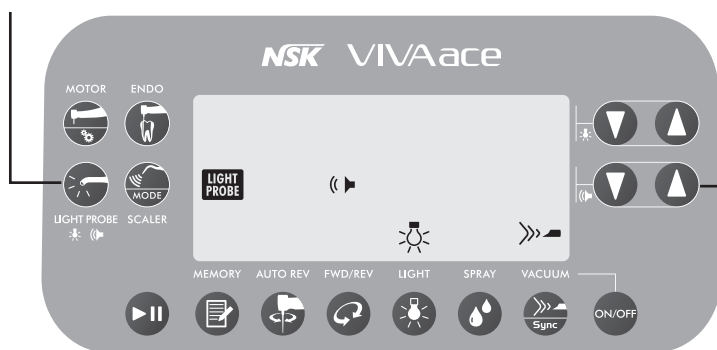 NSK VIVAace
MOTOR ENDO
LIGHT PROBE
MODE
LIGHT PROBE SCALER
MEMORY AUTO REV FWD/REV LIGHT SPRAY VACUUM
Sync
ON/OFF